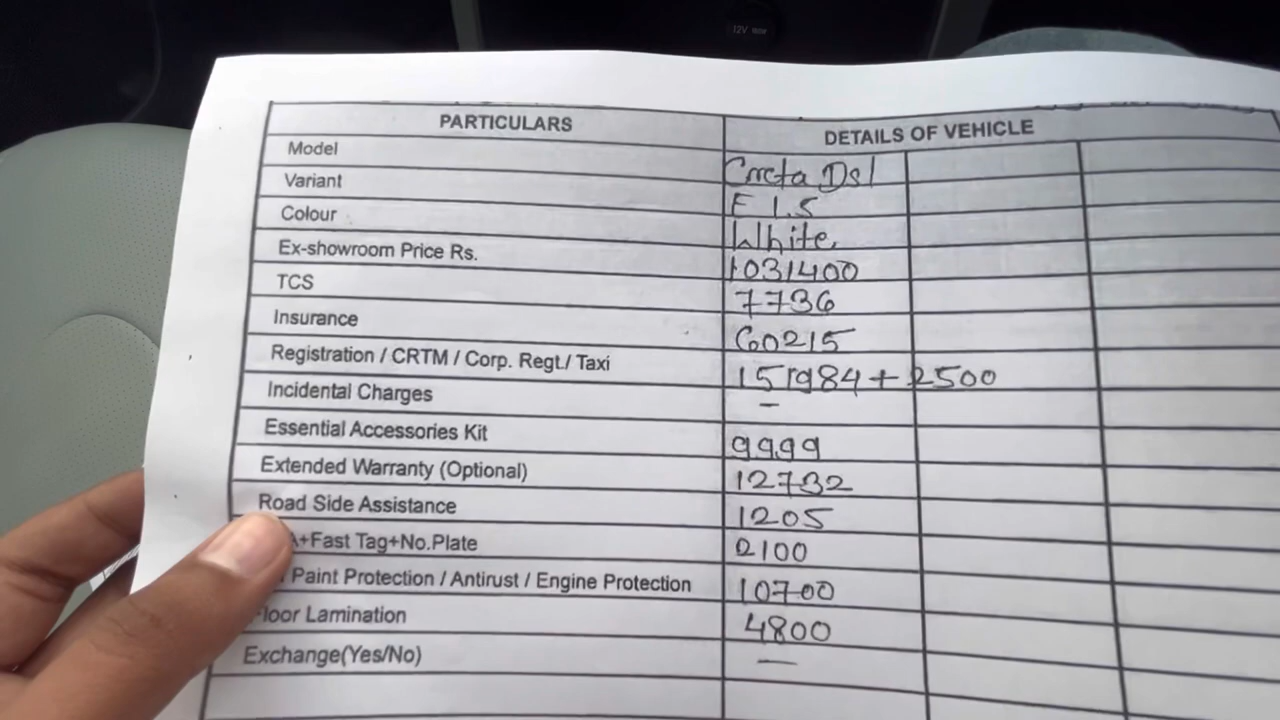 12V
PARTICULARS DETAILS OF VEHICLE
Model Creta Dsl
Variant E 1.5
Colour White
Ex-showroom Price Rs. 1031400
TCS 7736
Insurance 60215
Registration / CRTM / Corp. Regt./ Taxi 151984 + 2500
Incidental Charges —
Essential Accessories Kit 9999
Extended Warranty (Optional) 12732
Road Side Assistance 1205
+Fast Tag+No.Plate 2100
Paint Protection / Antirust / Engine Protection 10700
Floor Lamination 4800
Exchange(Yes/No) —